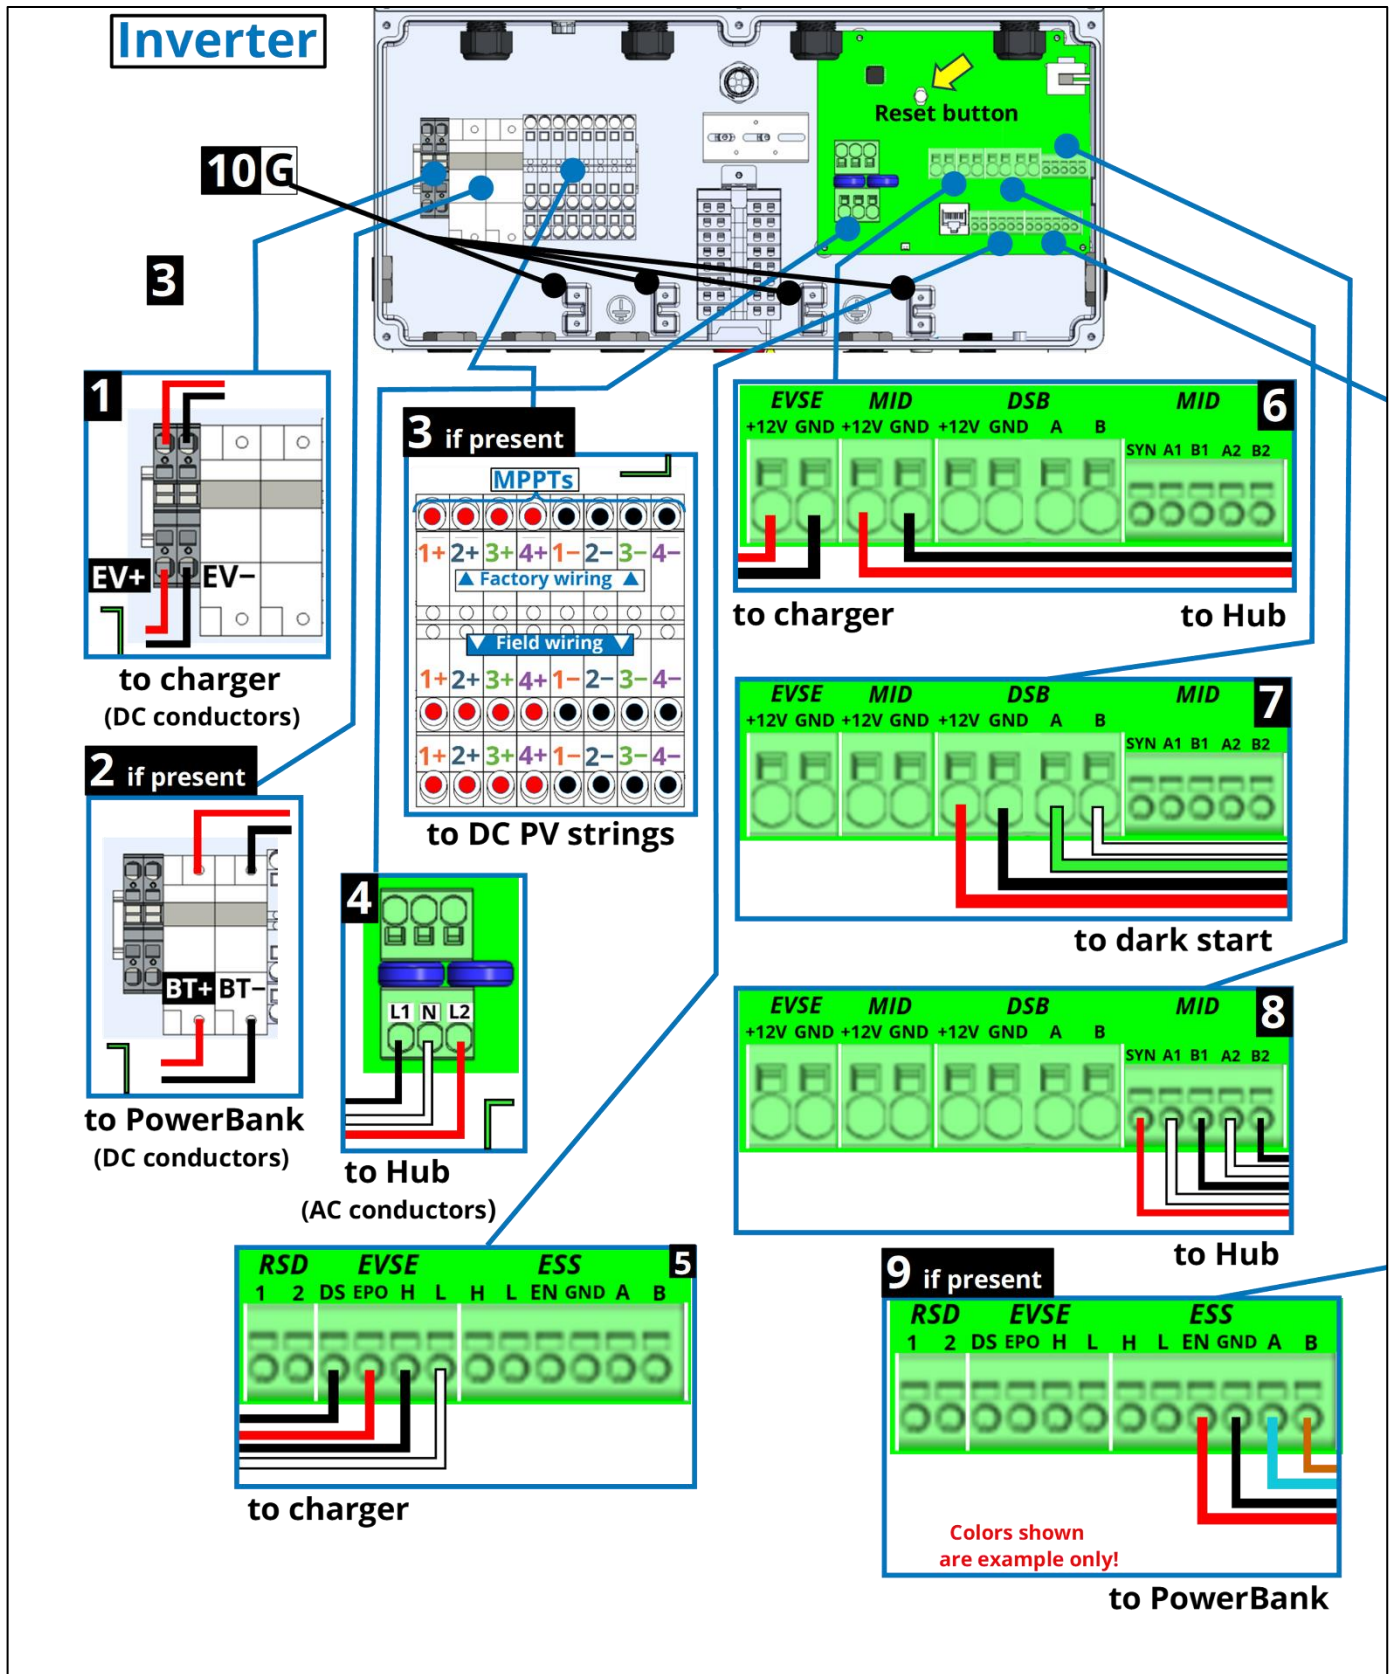 Inverter
Reset button
10 G
3
1
EV+ EV−
to charger
(DC conductors)
2 if present
BT+ BT−
to PowerBank
(DC conductors)
3 if present
MPPTs
1+ 2+ 3+ 4+ 1− 2− 3− 4−
▲ Factory wiring ▲
▼ Field wiring ▼
1+ 2+ 3+ 4+ 1− 2− 3− 4−
1+ 2+ 3+ 4+ 1− 2− 3− 4−
to DC PV strings
4
L1 N L2
to Hub
(AC conductors)
5
RSD EVSE ESS
1 2 DS EPO H L H L EN GND A B
to charger
6
EVSE MID DSB MID
+12V GND +12V GND +12V GND A B
SYN A1 B1 A2 B2
to charger to Hub
7
EVSE MID DSB MID
+12V GND +12V GND +12V GND A B
SYN A1 B1 A2 B2
to dark start
8
EVSE MID DSB MID
+12V GND +12V GND +12V GND A B
SYN A1 B1 A2 B2
to Hub
9 if present
RSD EVSE ESS
1 2 DS EPO H L H L EN GND A B
Colors shown
are example only!
to PowerBank